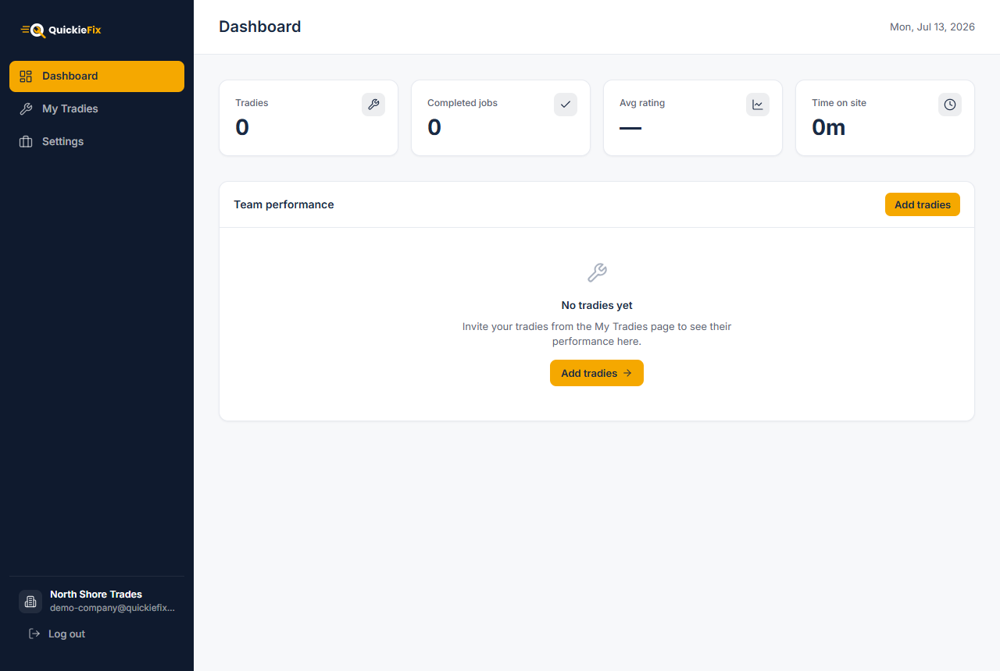 QuickieFix
Dashboard
My Tradies
Settings
North Shore Trades
demo-company@quickiefix...
Log out
Dashboard
Mon, Jul 13, 2026
Tradies
0
Completed jobs
0
Avg rating
—
Time on site
0m
Team performance
Add tradies
No tradies yet
Invite your tradies from the My Tradies page to see their
performance here.
Add tradies →